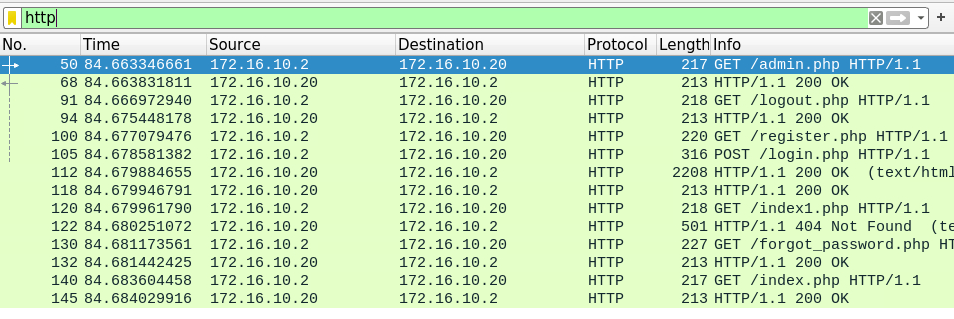 http
No. Time Source Destination Protocol Length Info
50 84.663346661 172.16.10.2 172.16.10.20 HTTP 217 GET /admin.php HTTP/1.1
68 84.663831811 172.16.10.20 172.16.10.2 HTTP 213 HTTP/1.1 200 OK
91 84.666972940 172.16.10.2 172.16.10.20 HTTP 218 GET /logout.php HTTP/1.1
94 84.675448178 172.16.10.20 172.16.10.2 HTTP 213 HTTP/1.1 200 OK
100 84.677079476 172.16.10.2 172.16.10.20 HTTP 220 GET /register.php HTTP/1.1
105 84.678581382 172.16.10.2 172.16.10.20 HTTP 316 POST /login.php HTTP/1.1
112 84.679884655 172.16.10.20 172.16.10.2 HTTP 2208 HTTP/1.1 200 OK (text/html
118 84.679946791 172.16.10.20 172.16.10.2 HTTP 213 HTTP/1.1 200 OK
120 84.679961790 172.16.10.2 172.16.10.20 HTTP 218 GET /index1.php HTTP/1.1
122 84.680251072 172.16.10.20 172.16.10.2 HTTP 501 HTTP/1.1 404 Not Found (te
130 84.681173561 172.16.10.2 172.16.10.20 HTTP 227 GET /forgot_password.php HT
132 84.681442425 172.16.10.20 172.16.10.2 HTTP 213 HTTP/1.1 200 OK
140 84.683604458 172.16.10.2 172.16.10.20 HTTP 217 GET /index.php HTTP/1.1
145 84.684029916 172.16.10.20 172.16.10.2 HTTP 213 HTTP/1.1 200 OK